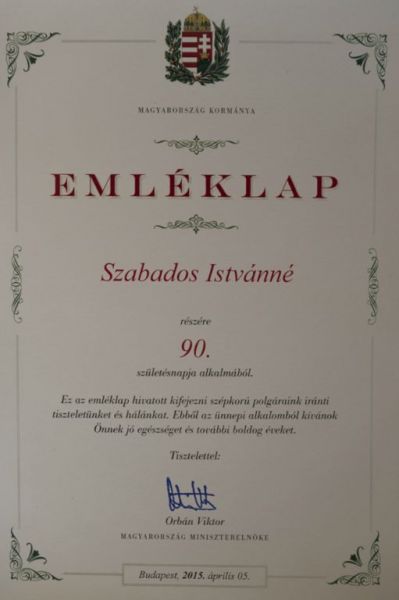 MAGYARORSZÁG KORMÁNYA
EMLÉKLAP
Szabados Istvánné
részére
90.
születésnapja alkalmából.
Ez az emléklap hivatott kifejezni szépkorú polgáraink iránti
tiszteletünket és hálánkat. Ebből az ünnepi alkalomból kívánok
Önnek jó egészséget és további boldog éveket.
Tisztelettel:
Orbán Viktor
MAGYARORSZÁG MINISZTERELNÖKE
Budapest, 2015. április 05.